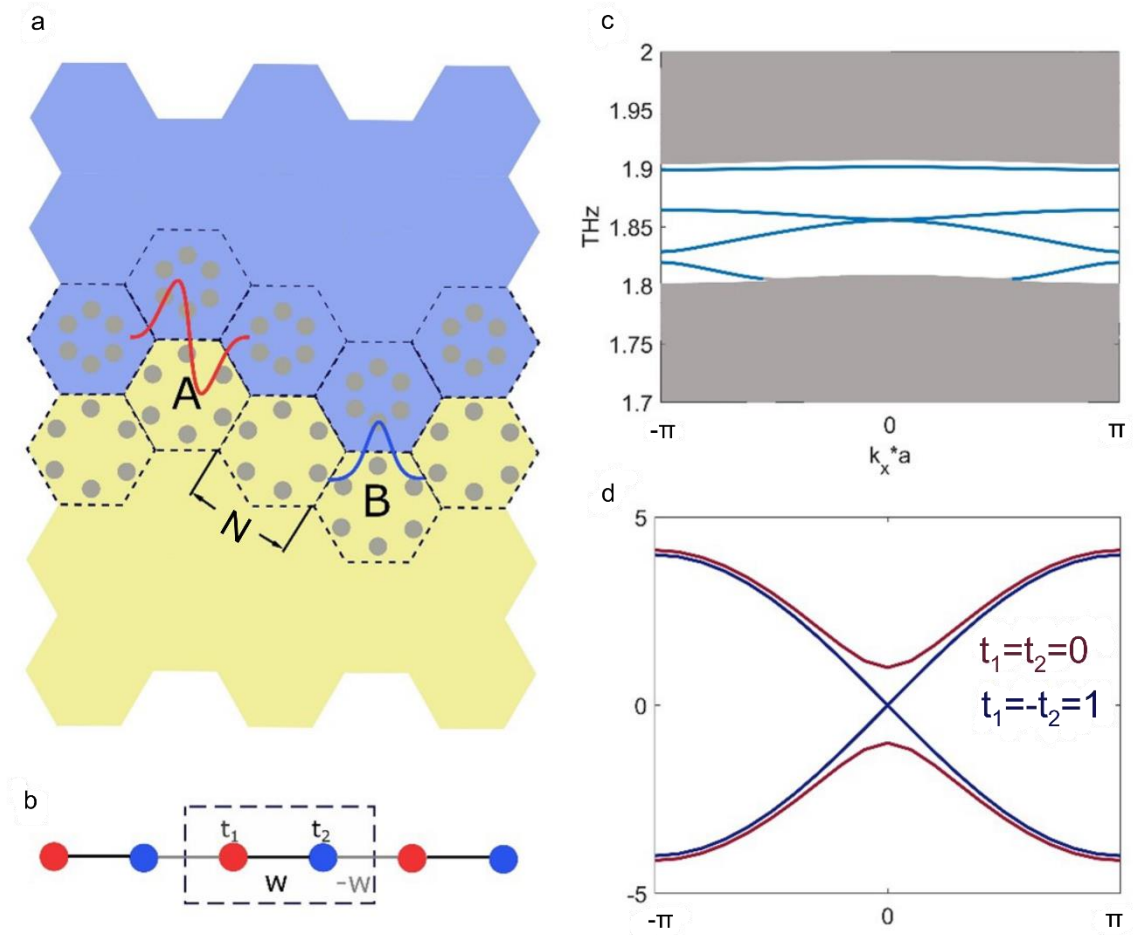 a
A
B
N
b
t₁
t₂
w
-w
c
2
1.95
1.9
1.85
1.8
1.75
1.7
THz
-π
0
π
kₓ*a
d
5
0
-5
t₁=t₂=0
t₁=-t₂=1
-π
0
π